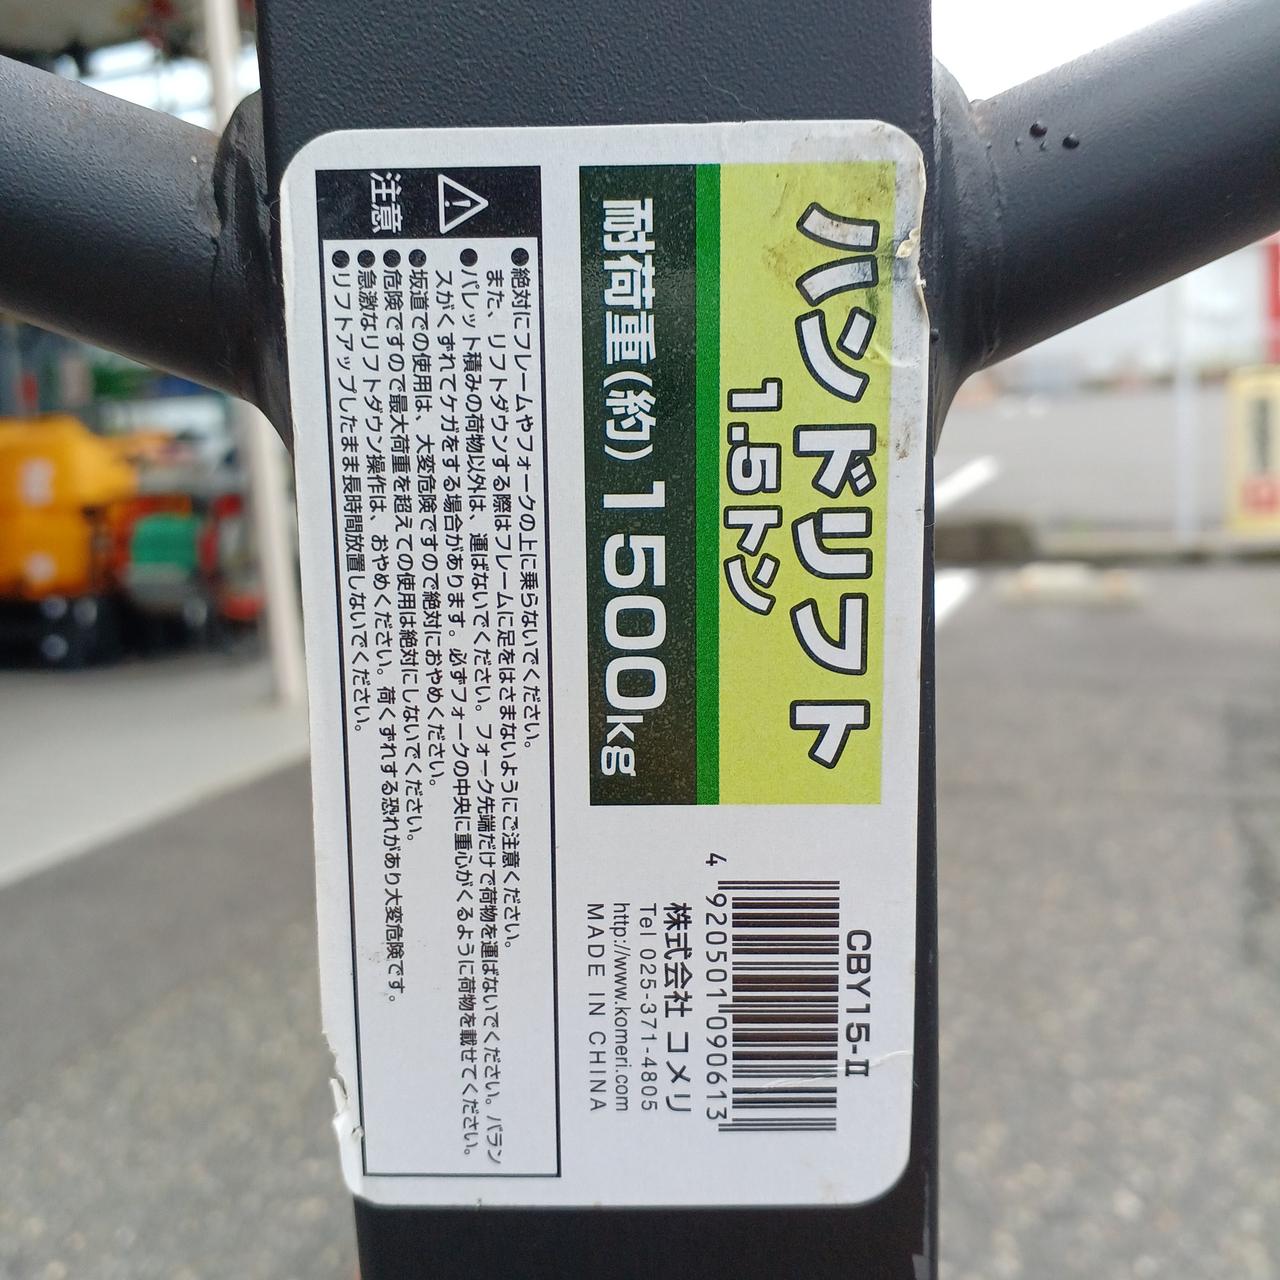 ハンドリフト
1.5トン
耐荷重(約)1500kg
CBY15-Ⅱ
4 920501 090613
株式会社 コメリ
Tel 025-371-4805
http://www.komeri.com
MADE IN CHINA
注意
●絶対にフレームやフォークの上に乗らないでください。
また、リフトダウンする際はフレームに足をはさまないようにご注意ください。
●パレット積みの荷物以外は、運ばないでください。フォーク先端だけで荷物を運ばないでください。バラン
スがくずれてケガをする場合があります。必ずフォークの中央に重心がくるように荷物を載せてください。
●坂道での使用は、大変危険ですので絶対におやめください。
●危険ですので最大荷重を超えての使用は絶対にしないでください。
●急激なリフトダウン操作は、おやめください。荷くずれする恐れがあり大変危険です。
●リフトアップしたまま長時間放置しないでください。